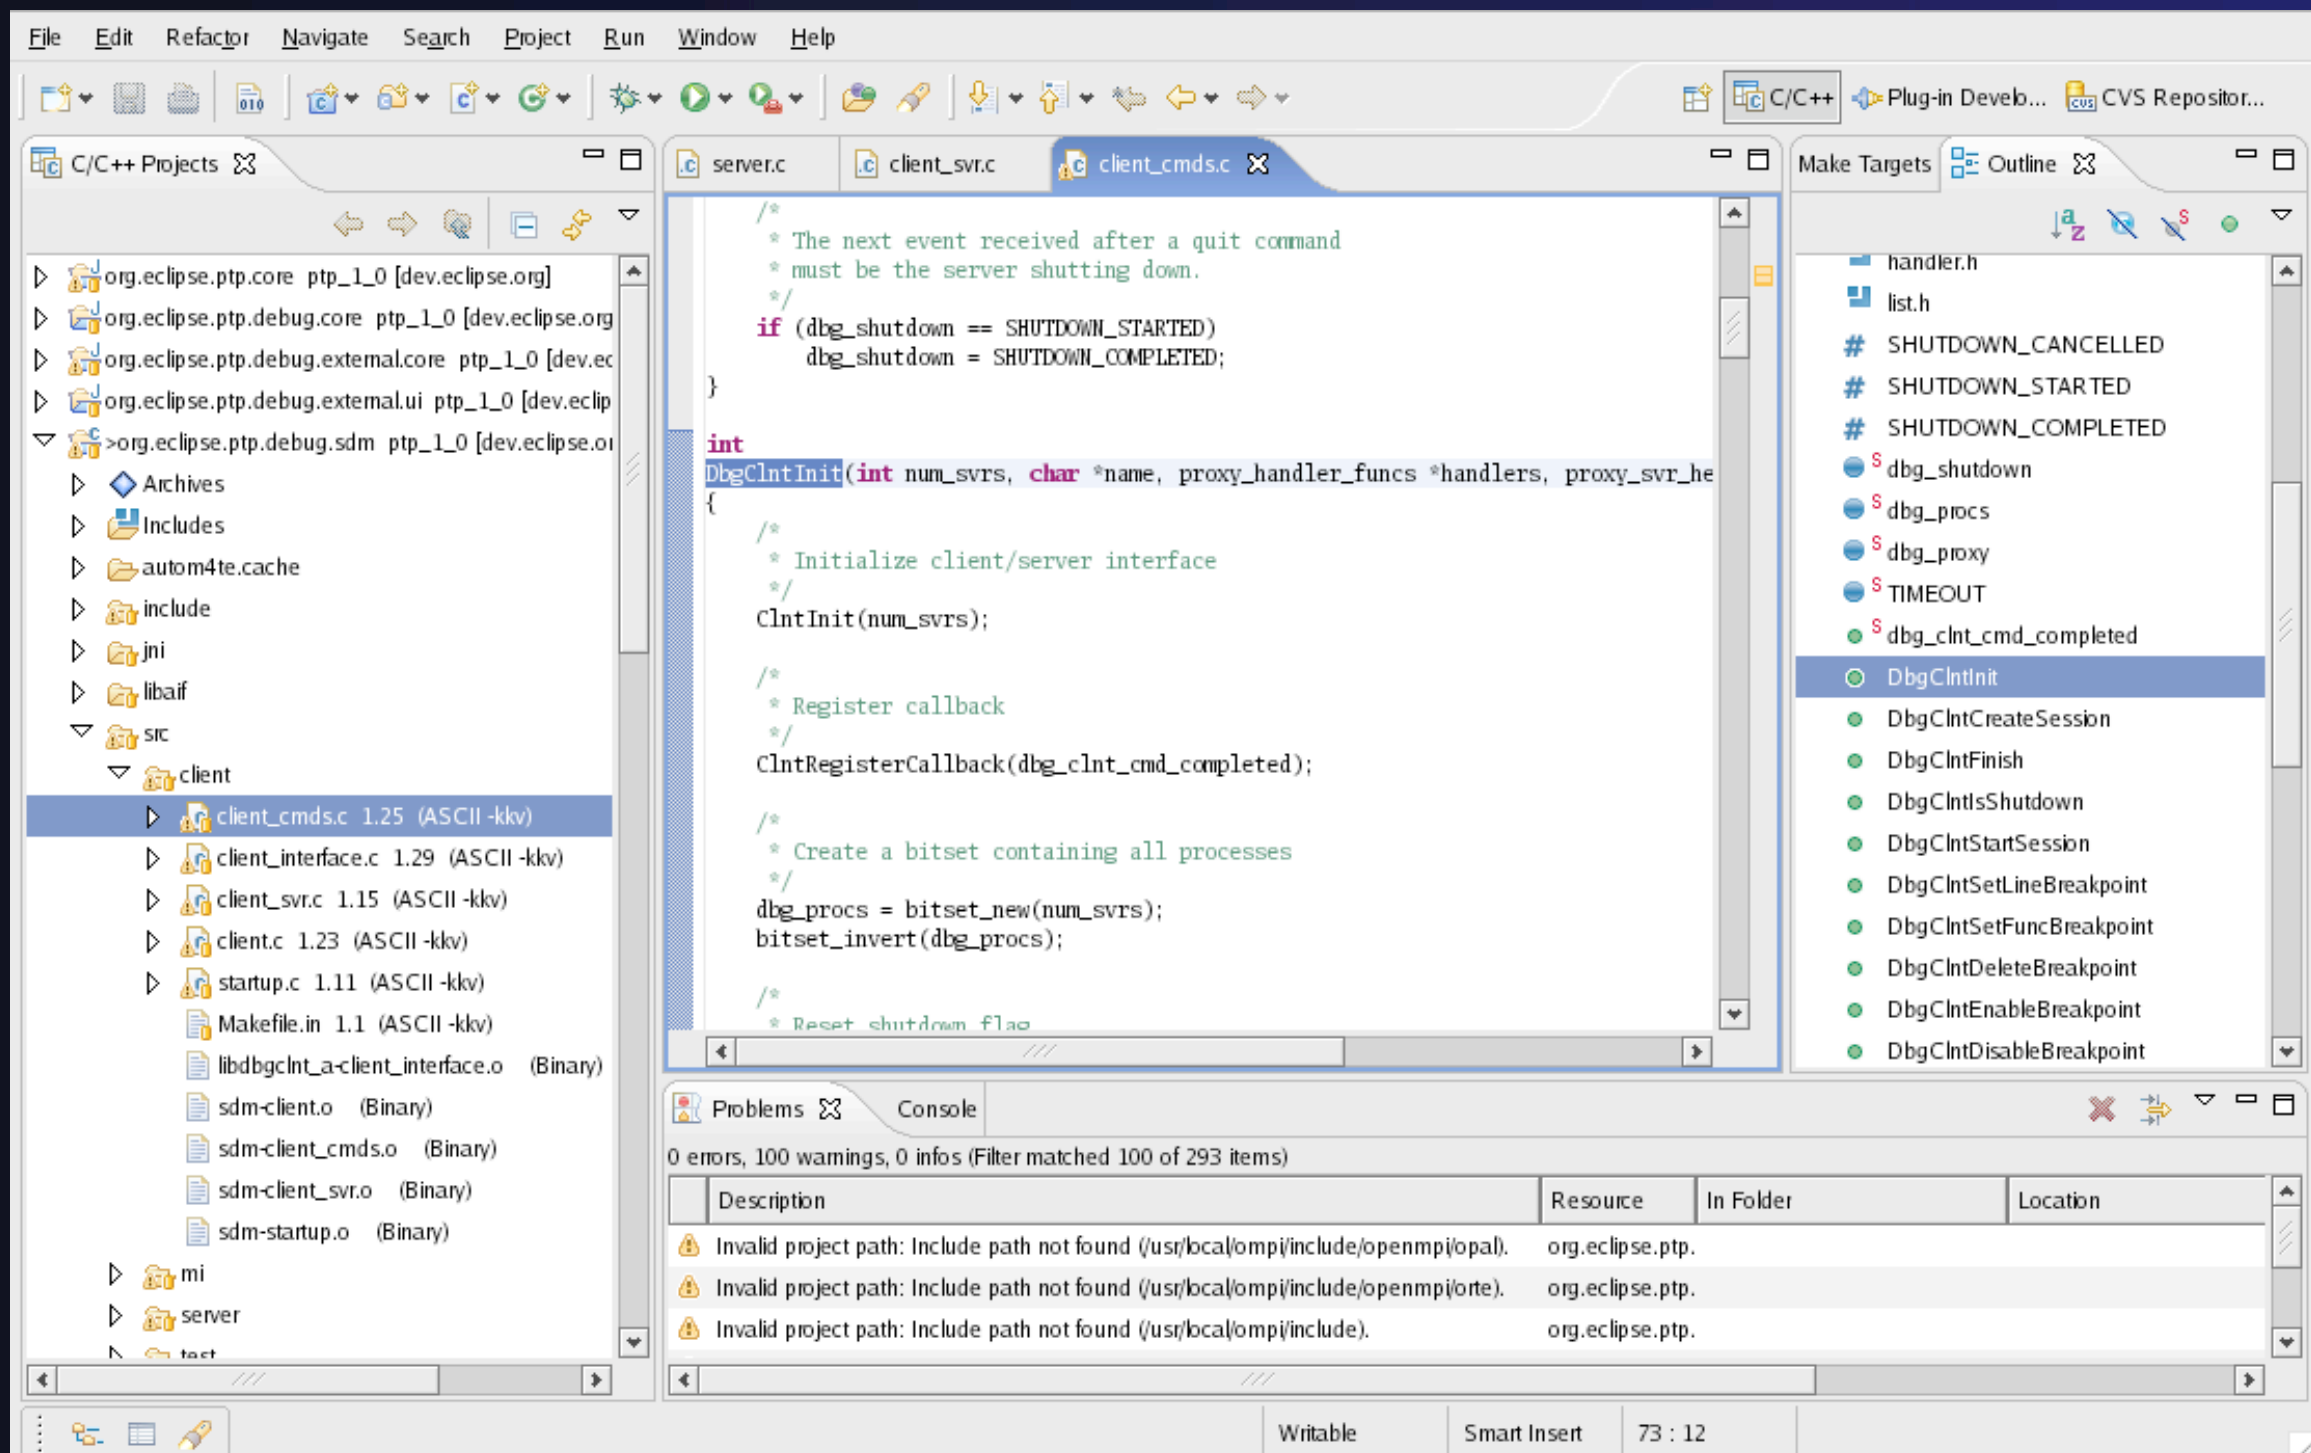 File Edit Refactor Navigate Search Project Run Window Help
010 C/C++ Plug-in Develo... CVS Repositor...
C/C++ Projects
org.eclipse.ptp.core ptp_1_0 [dev.eclipse.org]
org.eclipse.ptp.debug.core ptp_1_0 [dev.eclipse.org
org.eclipse.ptp.debug.external.core ptp_1_0 [dev.ec
org.eclipse.ptp.debug.external.ui ptp_1_0 [dev.eclip
>org.eclipse.ptp.debug.sdm ptp_1_0 [dev.eclipse.or
Archives
Includes
autom4te.cache
include
jni
libaif
src
client
client_cmds.c 1.25 (ASCII -kkv)
client_interface.c 1.29 (ASCII -kkv)
client_svr.c 1.15 (ASCII -kkv)
client.c 1.23 (ASCII -kkv)
startup.c 1.11 (ASCII -kkv)
Makefile.in 1.1 (ASCII -kkv)
libdbgclnt_a-client_interface.o (Binary)
sdm-client.o (Binary)
sdm-client_cmds.o (Binary)
sdm-client_svr.o (Binary)
sdm-startup.o (Binary)
mi
server
test
server.c client_svr.c client_cmds.c
/*
* The next event received after a quit command
* must be the server shutting down.
*/
if (dbg_shutdown == SHUTDOWN_STARTED)
dbg_shutdown = SHUTDOWN_COMPLETED;
}
int
DbgClntInit(int num_svrs, char *name, proxy_handler_funcs *handlers, proxy_svr_he
{
/*
* Initialize client/server interface
*/
ClntInit(num_svrs);
/*
* Register callback
*/
ClntRegisterCallback(dbg_clnt_cmd_completed);
/*
* Create a bitset containing all processes
*/
dbg_procs = bitset_new(num_svrs);
bitset_invert(dbg_procs);
/*
* Reset shutdown flag
Make Targets Outline
handler.h
list.h
# SHUTDOWN_CANCELLED
# SHUTDOWN_STARTED
# SHUTDOWN_COMPLETED
S dbg_shutdown
S dbg_procs
S dbg_proxy
S TIMEOUT
S dbg_clnt_cmd_completed
DbgClntInit
DbgClntCreateSession
DbgClntFinish
DbgClntIsShutdown
DbgClntStartSession
DbgClntSetLineBreakpoint
DbgClntSetFuncBreakpoint
DbgClntDeleteBreakpoint
DbgClntEnableBreakpoint
DbgClntDisableBreakpoint
Problems Console
0 errors, 100 warnings, 0 infos (Filter matched 100 of 293 items)
Description Resource In Folder Location
Invalid project path: Include path not found (/usr/local/ompi/include/openmpi/opal). org.eclipse.ptp.
Invalid project path: Include path not found (/usr/local/ompi/include/openmpi/orte). org.eclipse.ptp.
Invalid project path: Include path not found (/usr/local/ompi/include). org.eclipse.ptp.
Writable Smart Insert 73 : 12